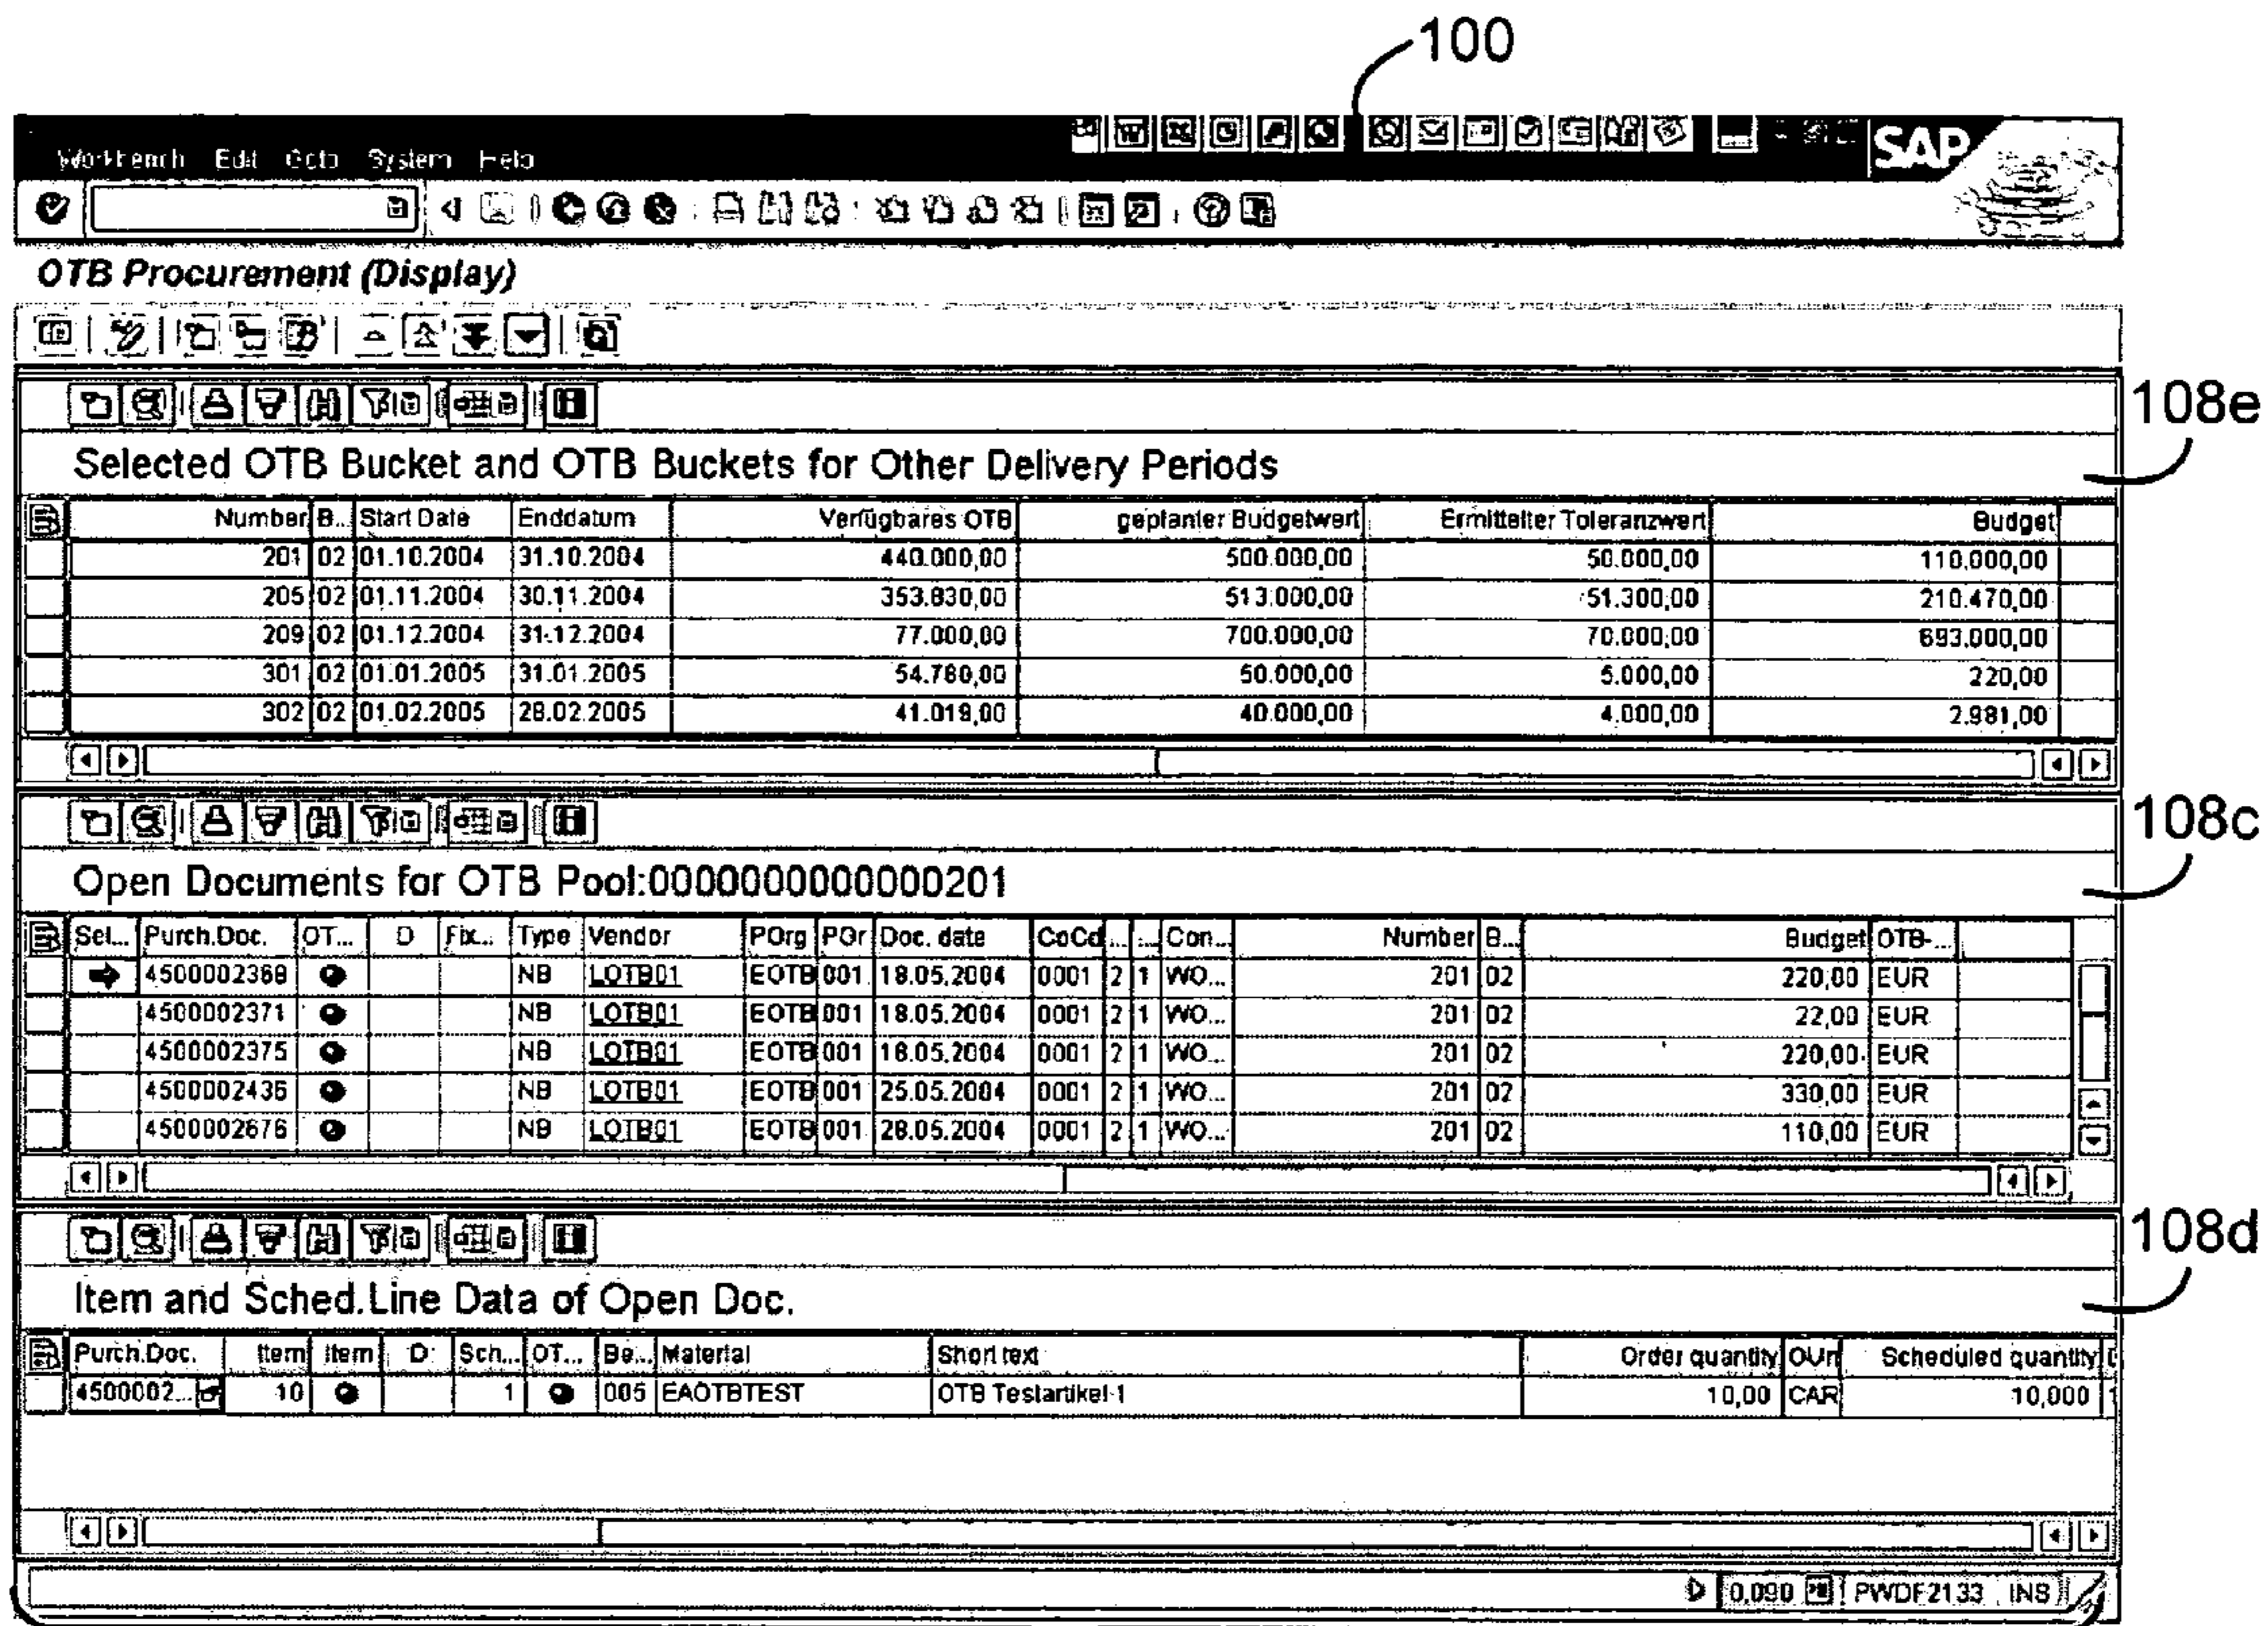 100
Workbench Edit Goto System Help
SAP
OTB Procurement (Display)
108e
Selected OTB Bucket and OTB Buckets for Other Delivery Periods
Number B... Start Date Enddatum Verfügbares OTB geplanter Budgetwert Ermittelter Toleranzwert Budget
201 02 01.10.2004 31.10.2004 440.000,00 500.000,00 50.000,00 110.000,00
205 02 01.11.2004 30.11.2004 353.830,00 513.000,00 51.300,00 210.470,00
209 02 01.12.2004 31.12.2004 77.000,00 700.000,00 70.000,00 693.000,00
301 02 01.01.2005 31.01.2005 54.780,00 50.000,00 5.000,00 220,00
302 02 01.02.2005 28.02.2005 41.019,00 40.000,00 4.000,00 2.981,00
108c
Open Documents for OTB Pool:0000000000000201
Sel... Purch.Doc. OT... D Fix... Type Vendor POrg POr Doc. date CoCd ... ... Con... Number B... Budget OTB-...
4500002368 NB LOTB01 EOTB 001 18.05.2004 0001 2 1 WO... 201 02 220,00 EUR
4500002371 NB LOTB01 EOTB 001 18.05.2004 0001 2 1 WO... 201 02 22,00 EUR
4500002375 NB LOTB01 EOTB 001 18.05.2004 0001 2 1 WO... 201 02 220,00 EUR
4500002436 NB LOTB01 EOTB 001 25.05.2004 0001 2 1 WO... 201 02 330,00 EUR
4500002676 NB LOTB01 EOTB 001 28.05.2004 0001 2 1 WO... 201 02 110,00 EUR
108d
Item and Sched.Line Data of Open Doc.
Purch.Doc. Item Item D Sch... OT... Be... Material Short text Order quantity OUn Scheduled quantity
4500002... 10 1 005 EAOTBTEST OTB Testartikel 1 10,00 CAR 10,000
0,090 PWDF2133 INS